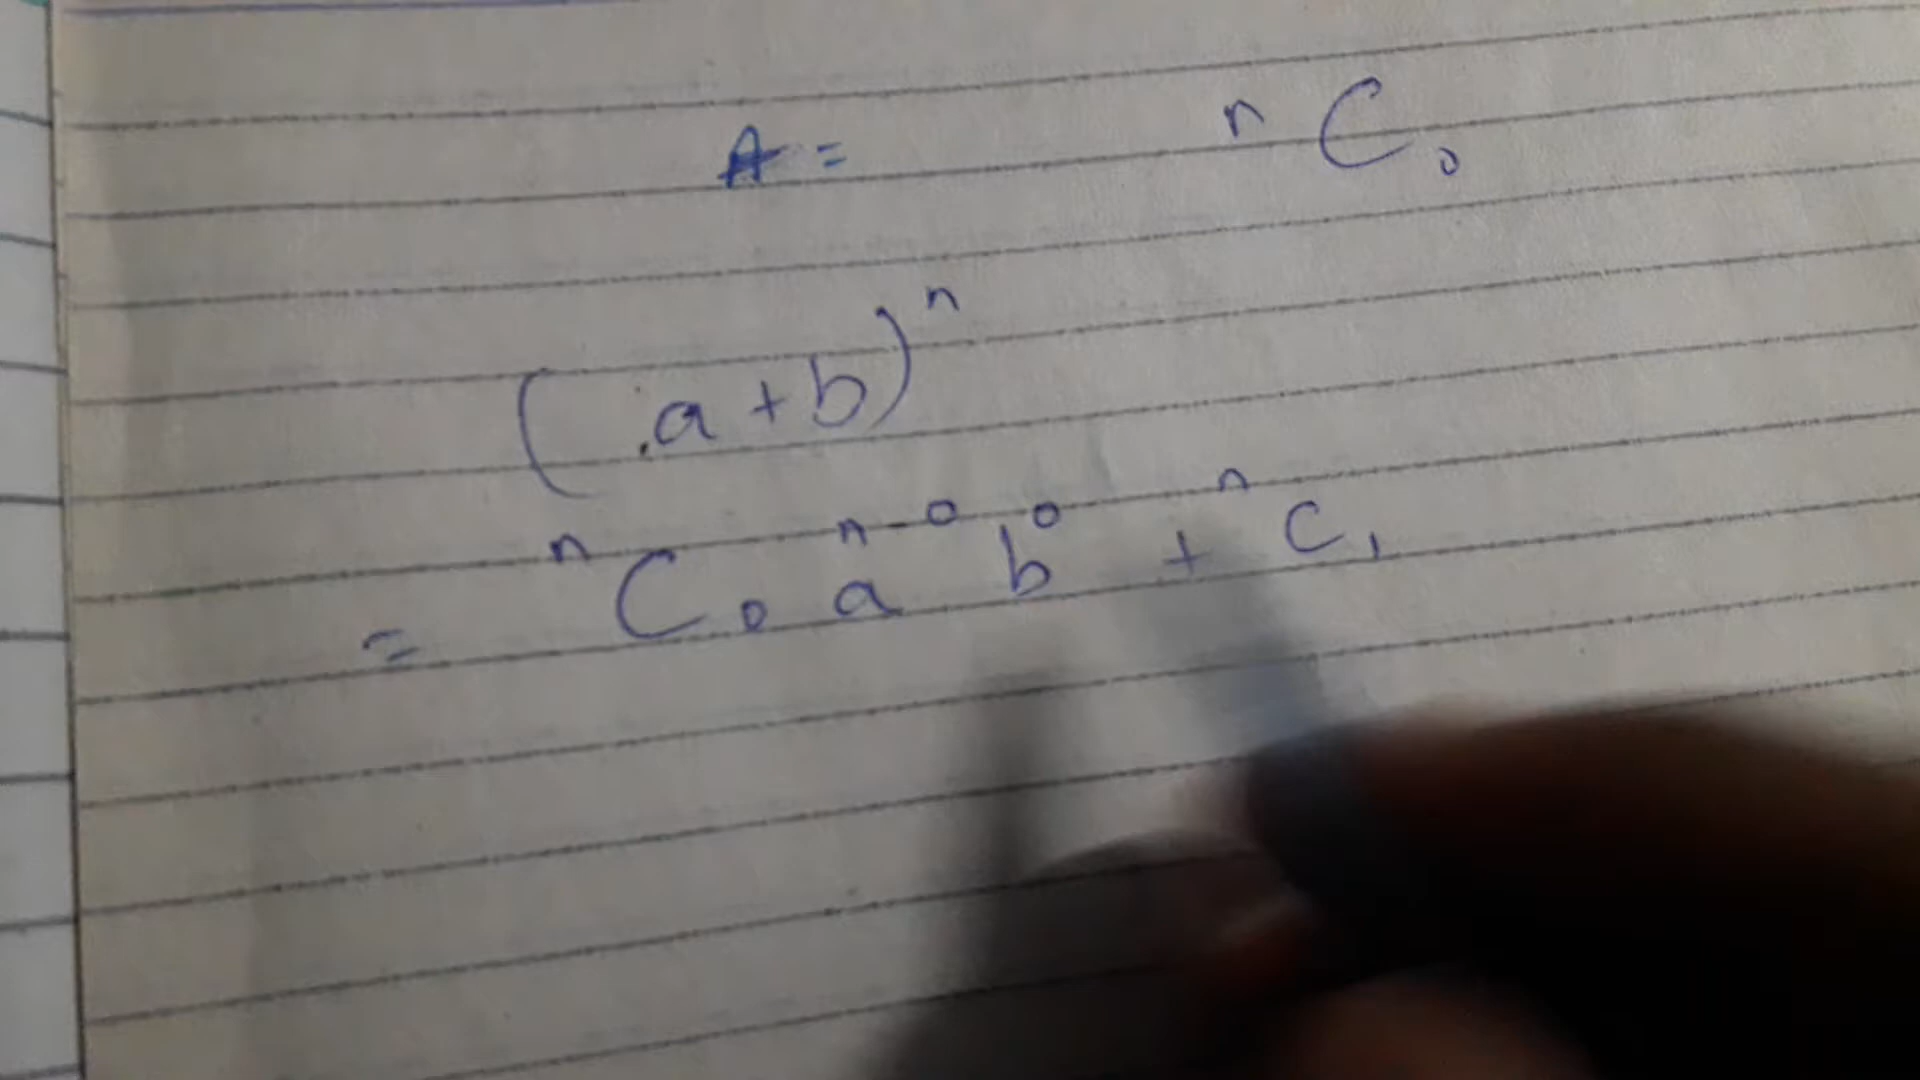 A = ⁿC₀
(a+b)ⁿ
= ⁿC₀ aⁿ⁻⁰ b⁰ + ⁿC₁